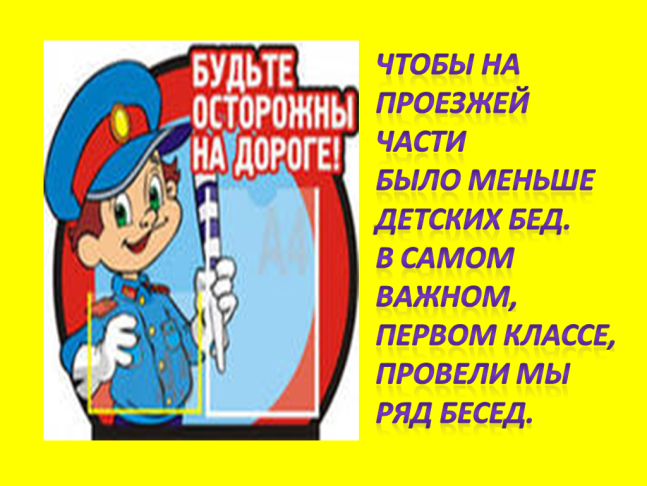 БУДЬТЕ
ОСТОРОЖНЫ
НА ДОРОГЕ!
А4
ЧТОБЫ НА
ПРОЕЗЖЕЙ
ЧАСТИ
БЫЛО МЕНЬШЕ
ДЕТСКИХ БЕД.
В САМОМ
ВАЖНОМ,
ПЕРВОМ КЛАССЕ,
ПРОВЕЛИ МЫ
РЯД БЕСЕД.